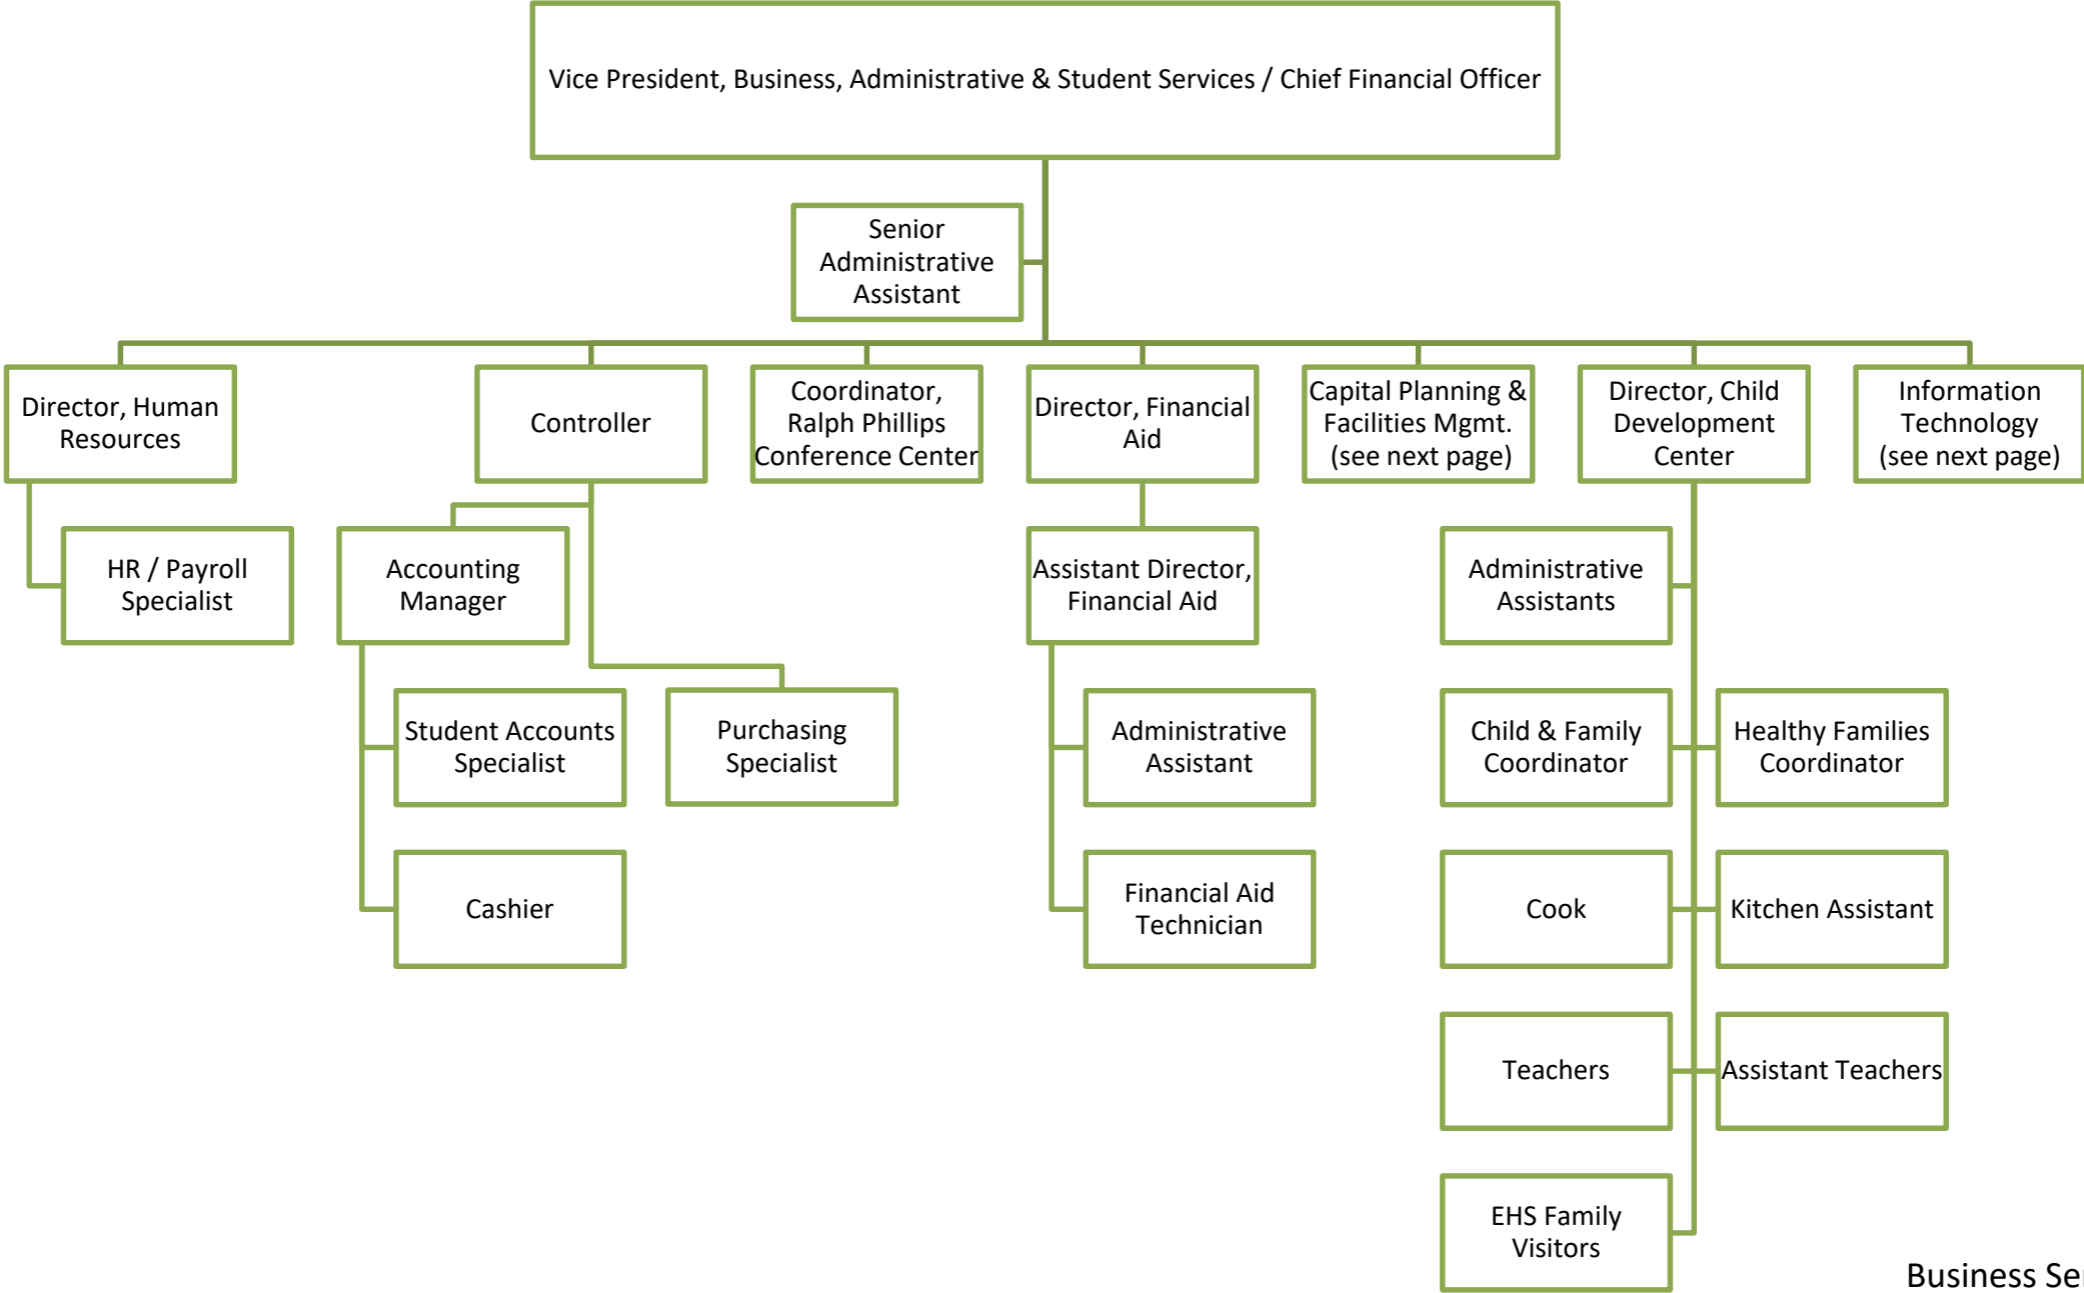 Vice President, Business, Administrative & Student Services / Chief Financial Officer
Senior
Administrative
Assistant
Director, Human
Resources
Controller
Coordinator,
Ralph Phillips
Conference Center
Director, Financial
Aid
Capital Planning &
Facilities Mgmt.
(see next page)
Director, Child
Development
Center
Information
Technology
(see next page)
HR / Payroll
Specialist
Accounting
Manager
Assistant Director,
Financial Aid
Administrative
Assistants
Student Accounts
Specialist
Purchasing
Specialist
Administrative
Assistant
Child & Family
Coordinator
Healthy Families
Coordinator
Cashier
Financial Aid
Technician
Cook
Kitchen Assistant
Teachers
Assistant Teachers
EHS Family
Visitors
Business